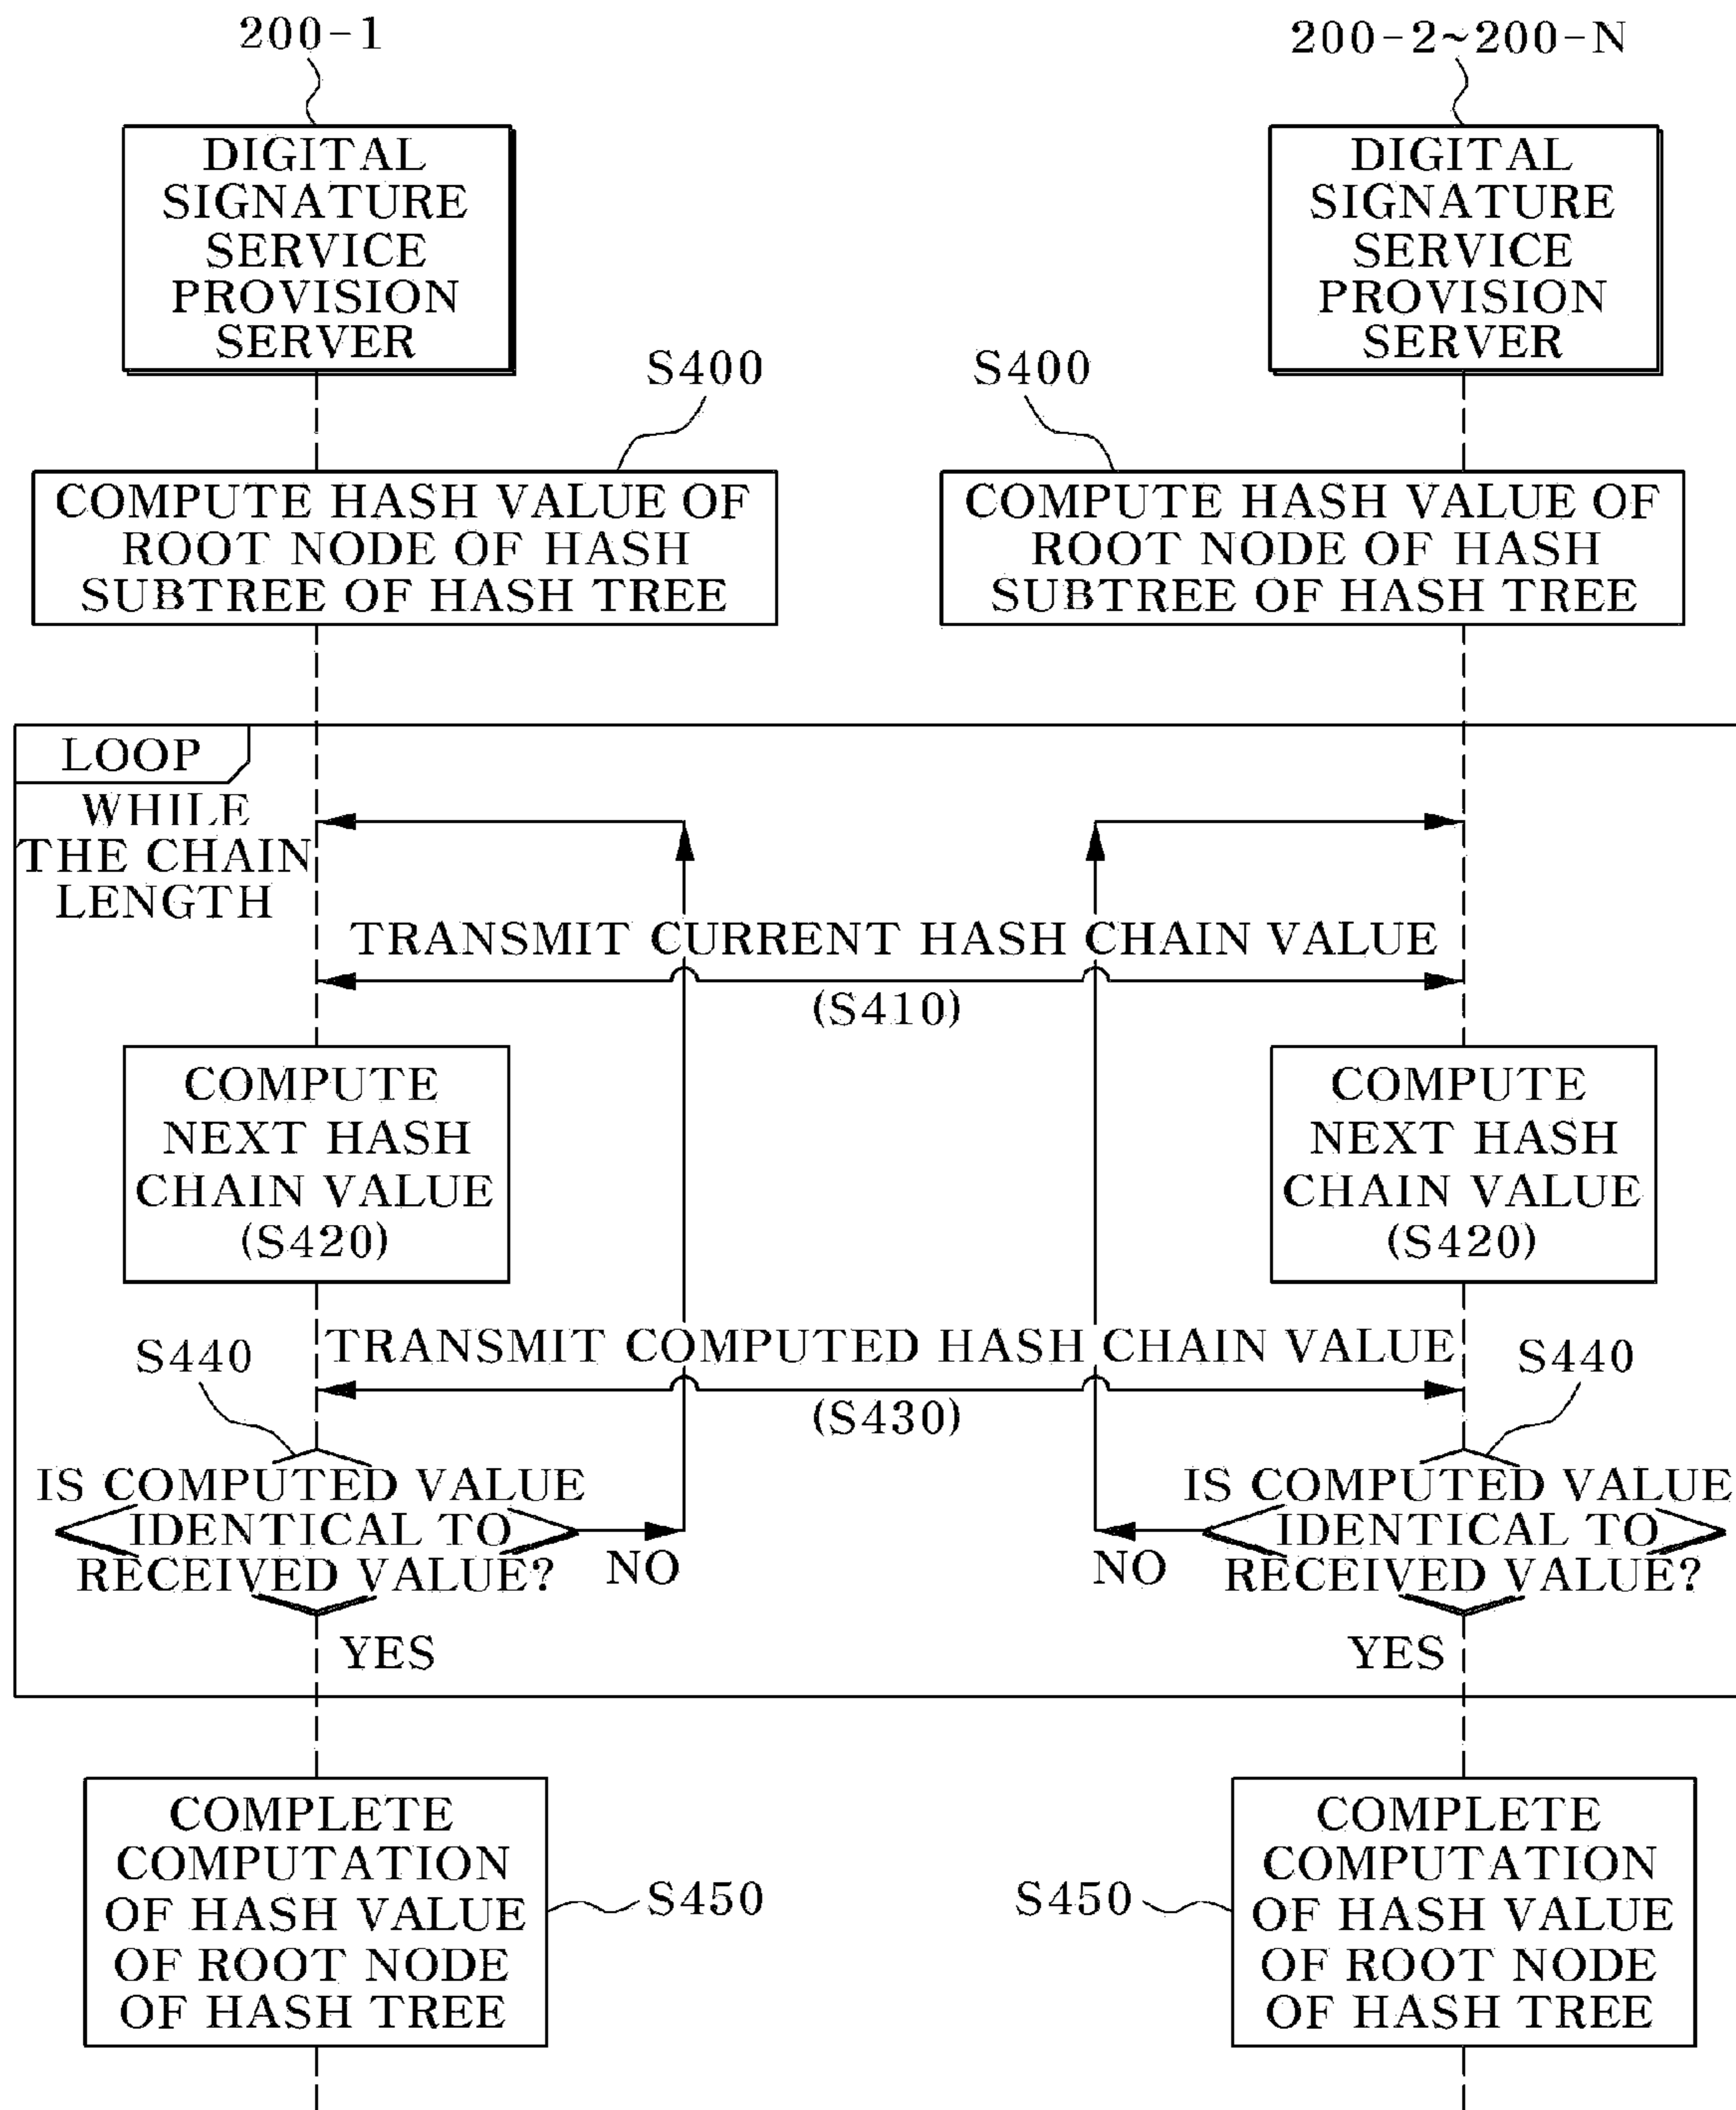 200-1
200-2~200-N
DIGITAL
SIGNATURE
SERVICE
PROVISION
SERVER
DIGITAL
SIGNATURE
SERVICE
PROVISION
SERVER
S400
S400
COMPUTE HASH VALUE OF
ROOT NODE OF HASH
SUBTREE OF HASH TREE
COMPUTE HASH VALUE OF
ROOT NODE OF HASH
SUBTREE OF HASH TREE
LOOP
WHILE
THE CHAIN
LENGTH
TRANSMIT CURRENT HASH CHAIN VALUE
(S410)
COMPUTE
NEXT HASH
CHAIN VALUE
(S420)
COMPUTE
NEXT HASH
CHAIN VALUE
(S420)
TRANSMIT COMPUTED HASH CHAIN VALUE
(S430)
S440
S440
IS COMPUTED VALUE
IDENTICAL TO
RECEIVED VALUE?
NO
YES
IS COMPUTED VALUE
IDENTICAL TO
RECEIVED VALUE?
NO
YES
COMPLETE
COMPUTATION
OF HASH VALUE
OF ROOT NODE
OF HASH TREE
S450
S450
COMPLETE
COMPUTATION
OF HASH VALUE
OF ROOT NODE
OF HASH TREE